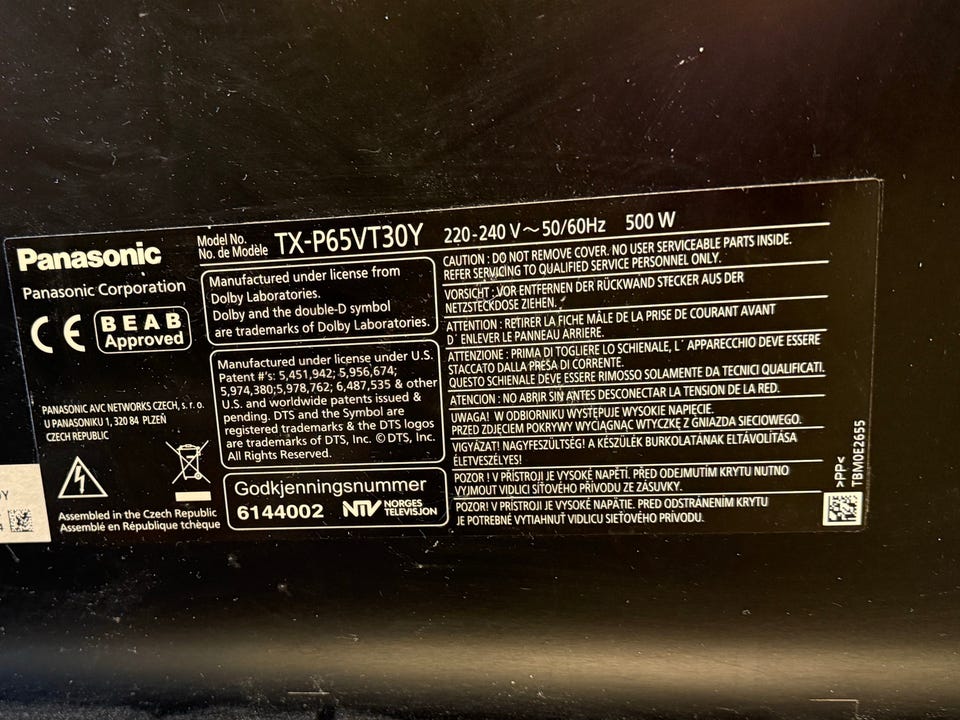 Panasonic
Panasonic Corporation
CE
BEAB
Approved
PANASONIC AVC NETWORKS CZECH, s. r. o.
U PANASONIKU 1, 320 84 PLZEŇ
CZECH REPUBLIC
Assembled in the Czech Republic
Assemblé en République tchèque
Model No.
No. de Modèle
TX-P65VT30Y
220-240 V~50/60Hz 500 W
Manufactured under license from
Dolby Laboratories.
Dolby and the double-D symbol
are trademarks of Dolby Laboratories.
Manufactured under license under U.S.
Patent #'s: 5,451,942; 5,956,674;
5,974,380;5,978,762; 6,487,535 & other
U.S. and worldwide patents issued &
pending. DTS and the Symbol are
registered trademarks & the DTS logos
are trademarks of DTS, Inc. © DTS, Inc.
All Rights Reserved.
Godkjenningsnummer
6144002 NTV NORGES
TELEVISJON
CAUTION : DO NOT REMOVE COVER. NO USER SERVICEABLE PARTS INSIDE.
REFER SERVICING TO QUALIFIED SERVICE PERSONNEL ONLY.
VORSICHT : VOR ENTFERNEN DER RÜCKWAND STECKER AUS DER
NETZSTECKDOSE ZIEHEN.
ATTENTION : RETIRER LA FICHE MÂLE DE LA PRISE DE COURANT AVANT
D´ ENLEVER LE PANNEAU ARRIERE.
ATTENZIONE : PRIMA DI TOGLIERE LO SCHIENALE, L´ APPARECCHIO DEVE ESSERE
STACCATO DALLA PRESA DI CORRENTE.
QUESTO SCHIENALE DEVE ESSERE RIMOSSO SOLAMENTE DA TECNICI QUALIFICATI.
ATENCION : NO ABRIR SIN ANTES DESCONECTAR LA TENSION DE LA RED.
UWAGA! W ODBIORNIKU WYSTĘPUJE WYSOKIE NAPIĘCIE.
PRZED ZDJĘCIEM POKRYWY WYCIĄGNĄĆ WTYCZKĘ Z GNIAZDA SIECIOWEGO.
VIGYÁZAT! NAGYFESZÜLTSÉG! A KÉSZÜLÉK BURKOLATÁNAK ELTÁVOLÍTÁSA
ÉLETVESZÉLYES!
POZOR ! V PŘÍSTROJI JE VYSOKÉ NAPĚTÍ. PŘED ODEJMUTÍM KRYTU NUTNO
VYJMOUT VIDLICI SÍŤOVÉHO PŘÍVODU ZE ZÁSUVKY.
POZOR! V PRÍSTROJI JE VYSOKÉ NAPÄTIE. PRED ODSTRÁNENÍM KRYTU
JE POTREBNÉ VYTIAHNUŤ VIDLICU SIEŤOVÉHO PRÍVODU.
>PP<
TBM0E2655